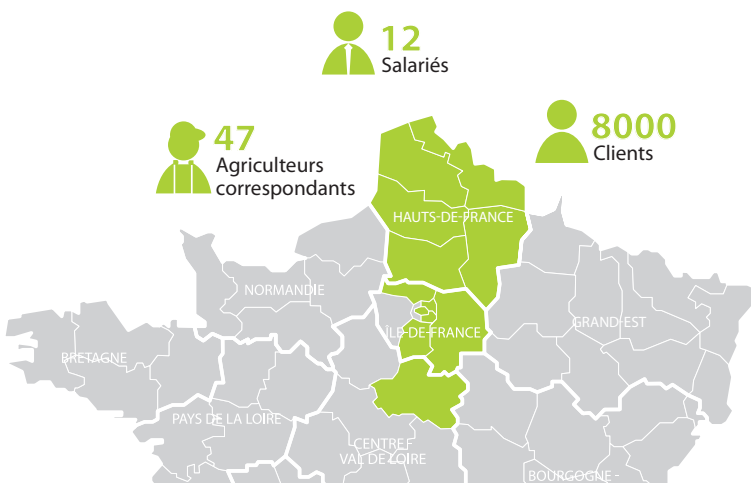 12
Salariés
47
Agriculteurs
correspondants
8000
Clients
HAUTS-DE-FRANCE
NORMANDIE
ÎLE-DE-FRANCE
GRAND-EST
BRETAGNE
PAYS DE LA LOIRE
CENTRE-
VAL DE LOIRE
BOURGOGNE -